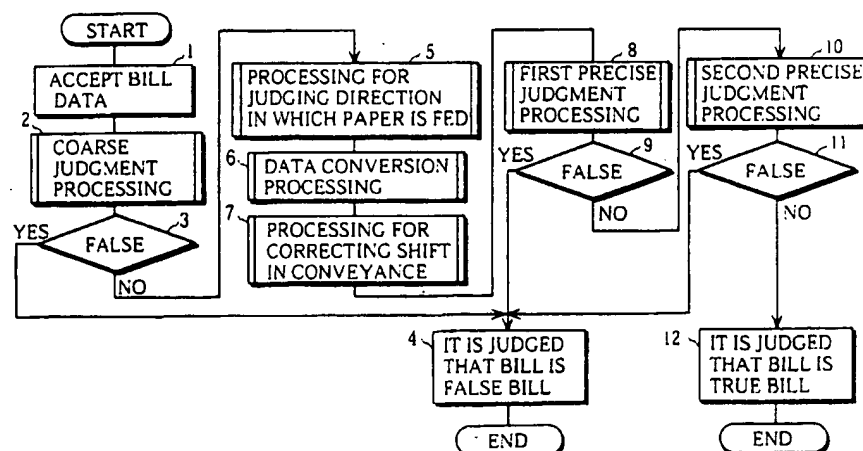 START
1
ACCEPT BILL
DATA
2
COARSE
JUDGMENT
PROCESSING
YES
3
FALSE
NO
5
PROCESSING FOR
JUDGING DIRECTION
IN WHICH PAPER IS FED
6
DATA CONVERSION
PROCESSING
7
PROCESSING FOR
CORRECTING SHIFT
IN CONVEYANCE
8
FIRST PRECISE
JUDGMENT
PROCESSING
YES
9
FALSE
NO
10
SECOND PRECISE
JUDGMENT
PROCESSING
YES
11
FALSE
NO
4
IT IS JUDGED
THAT BILL IS
FALSE BILL
END
12
IT IS JUDGED
THAT BILL IS
TRUE BILL
END